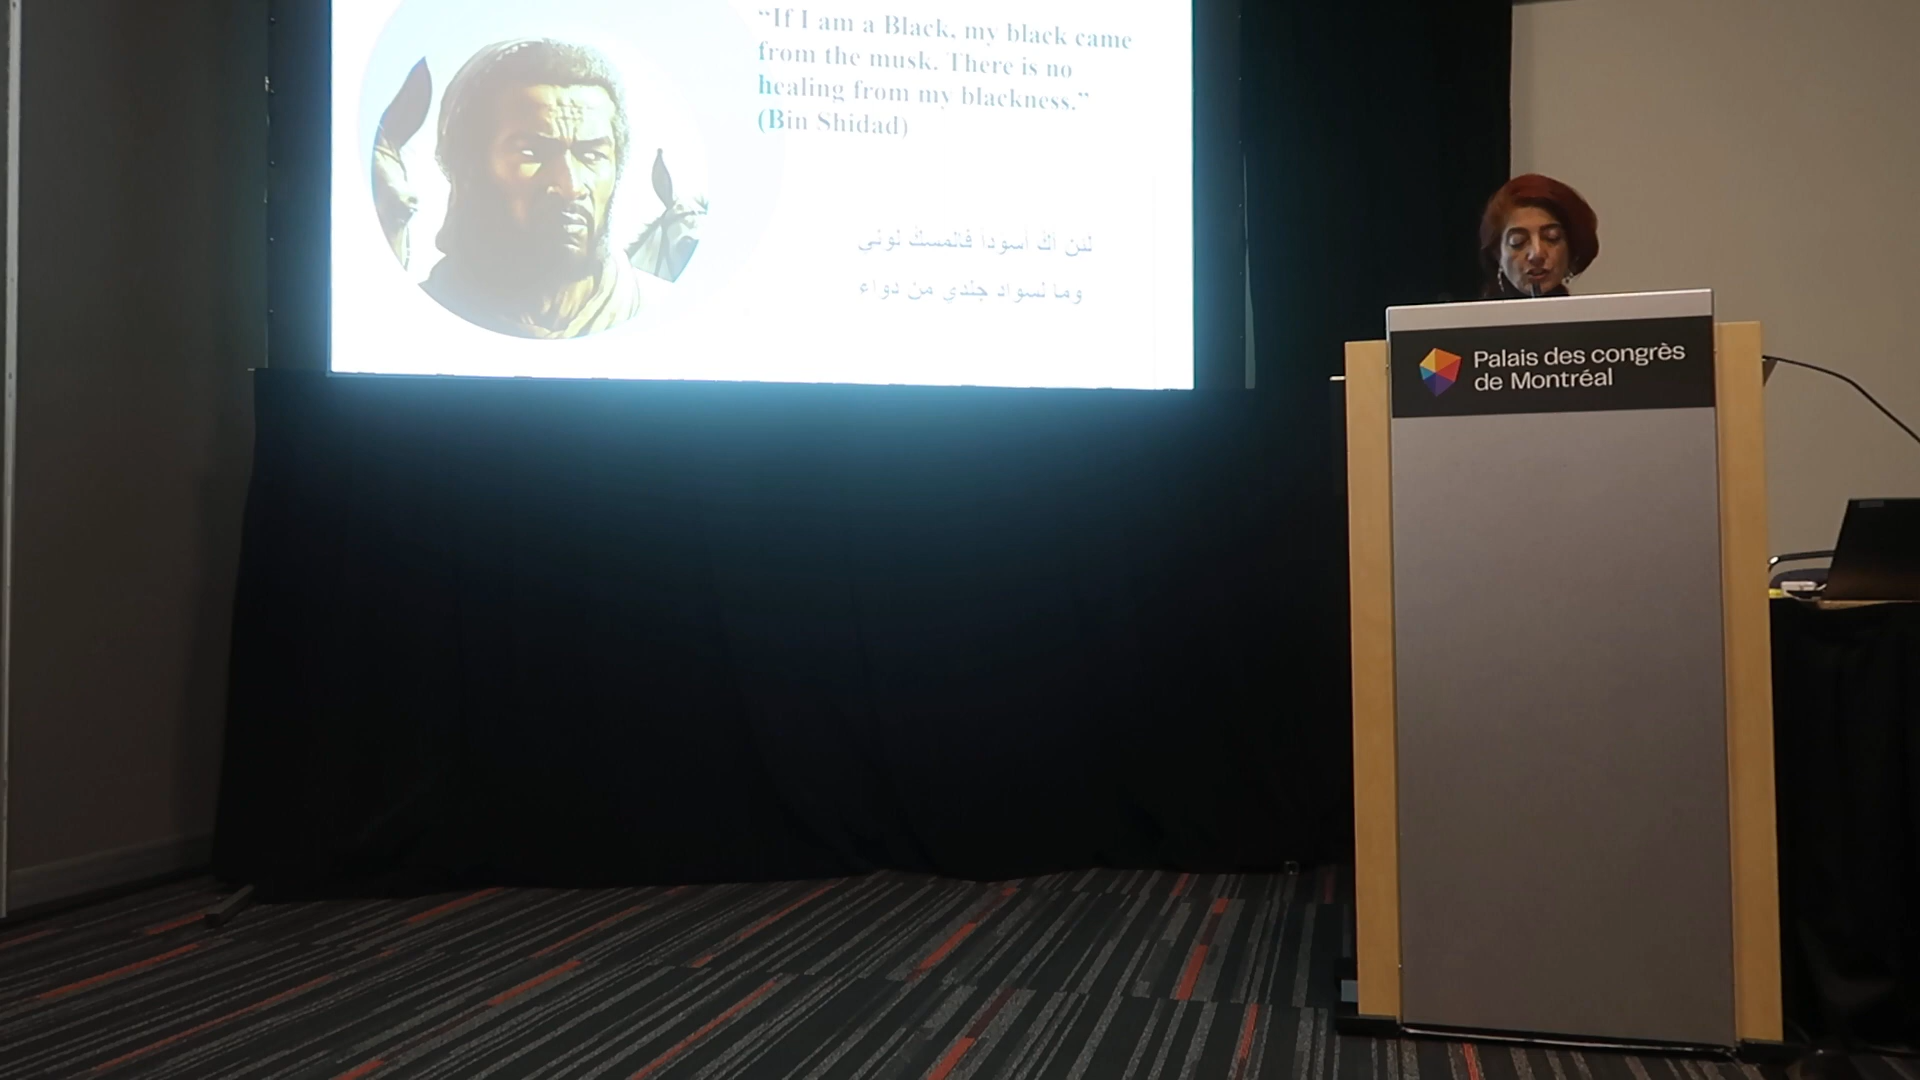 “If I am a Black, my black came
from the musk. There is no
healing from my blackness.”
(Bin Shidad)
لئن أك أسوداً فالمسك لوني
وما لسواد جلدي من دواء
Palais des congrès
de Montréal